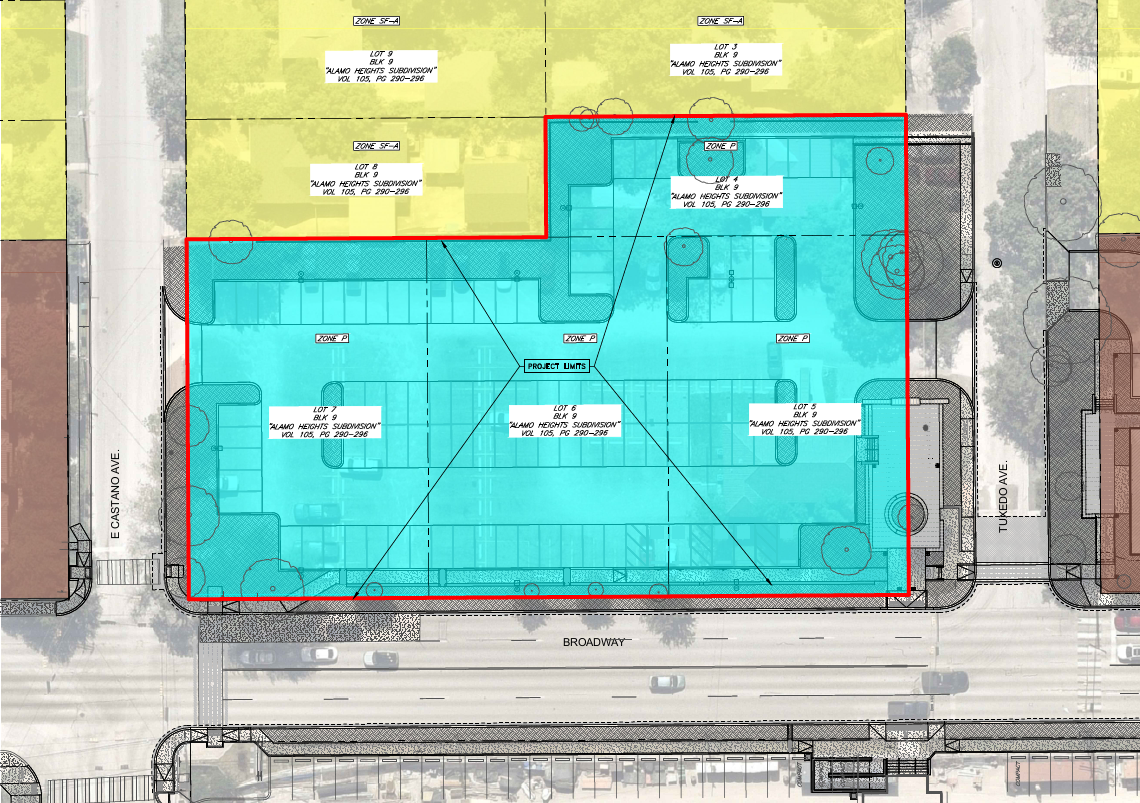 ZONE SF-A
ZONE SF-A
LOT 9
BLK 9
"ALAMO HEIGHTS SUBDIVISION"
VOL 105, PG 290-296
LOT 3
BLK 9
"ALAMO HEIGHTS SUBDIVISION"
VOL 105, PG 290-296
ZONE SF-A
ZONE P
LOT 8
BLK 9
"ALAMO HEIGHTS SUBDIVISION"
VOL 105, PG 290-296
LOT 4
BLK 9
"ALAMO HEIGHTS SUBDIVISION"
VOL 105, PG 290-296
ZONE P
ZONE P
ZONE P
PROJECT LIMITS
LOT 7
BLK 9
"ALAMO HEIGHTS SUBDIVISION"
VOL 105, PG 290-296
LOT 6
BLK 9
"ALAMO HEIGHTS SUBDIVISION"
VOL 105, PG 290-296
LOT 5
BLK 9
"ALAMO HEIGHTS SUBDIVISION"
VOL 105, PG 290-296
E CASTANO AVE.
TUXEDO AVE.
BROADWAY
COMPACT